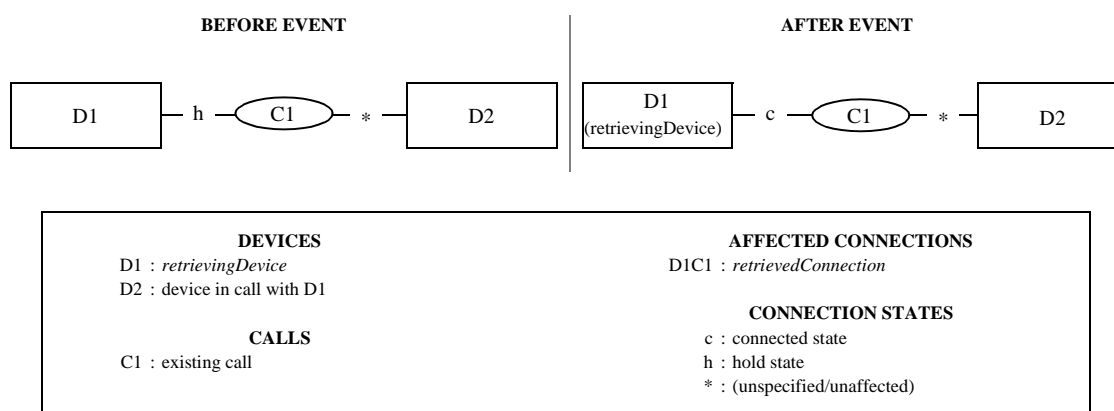 BEFORE EVENT
AFTER EVENT
D1 h C1 * D2
D1
(retrievingDevice)
c C1 * D2
DEVICES
D1 : retrievingDevice
D2 : device in call with D1
CALLS
C1 : existing call
AFFECTED CONNECTIONS
D1C1 : retrievedConnection
CONNECTION STATES
c : connected state
h : hold state
* : (unspecified/unaffected)